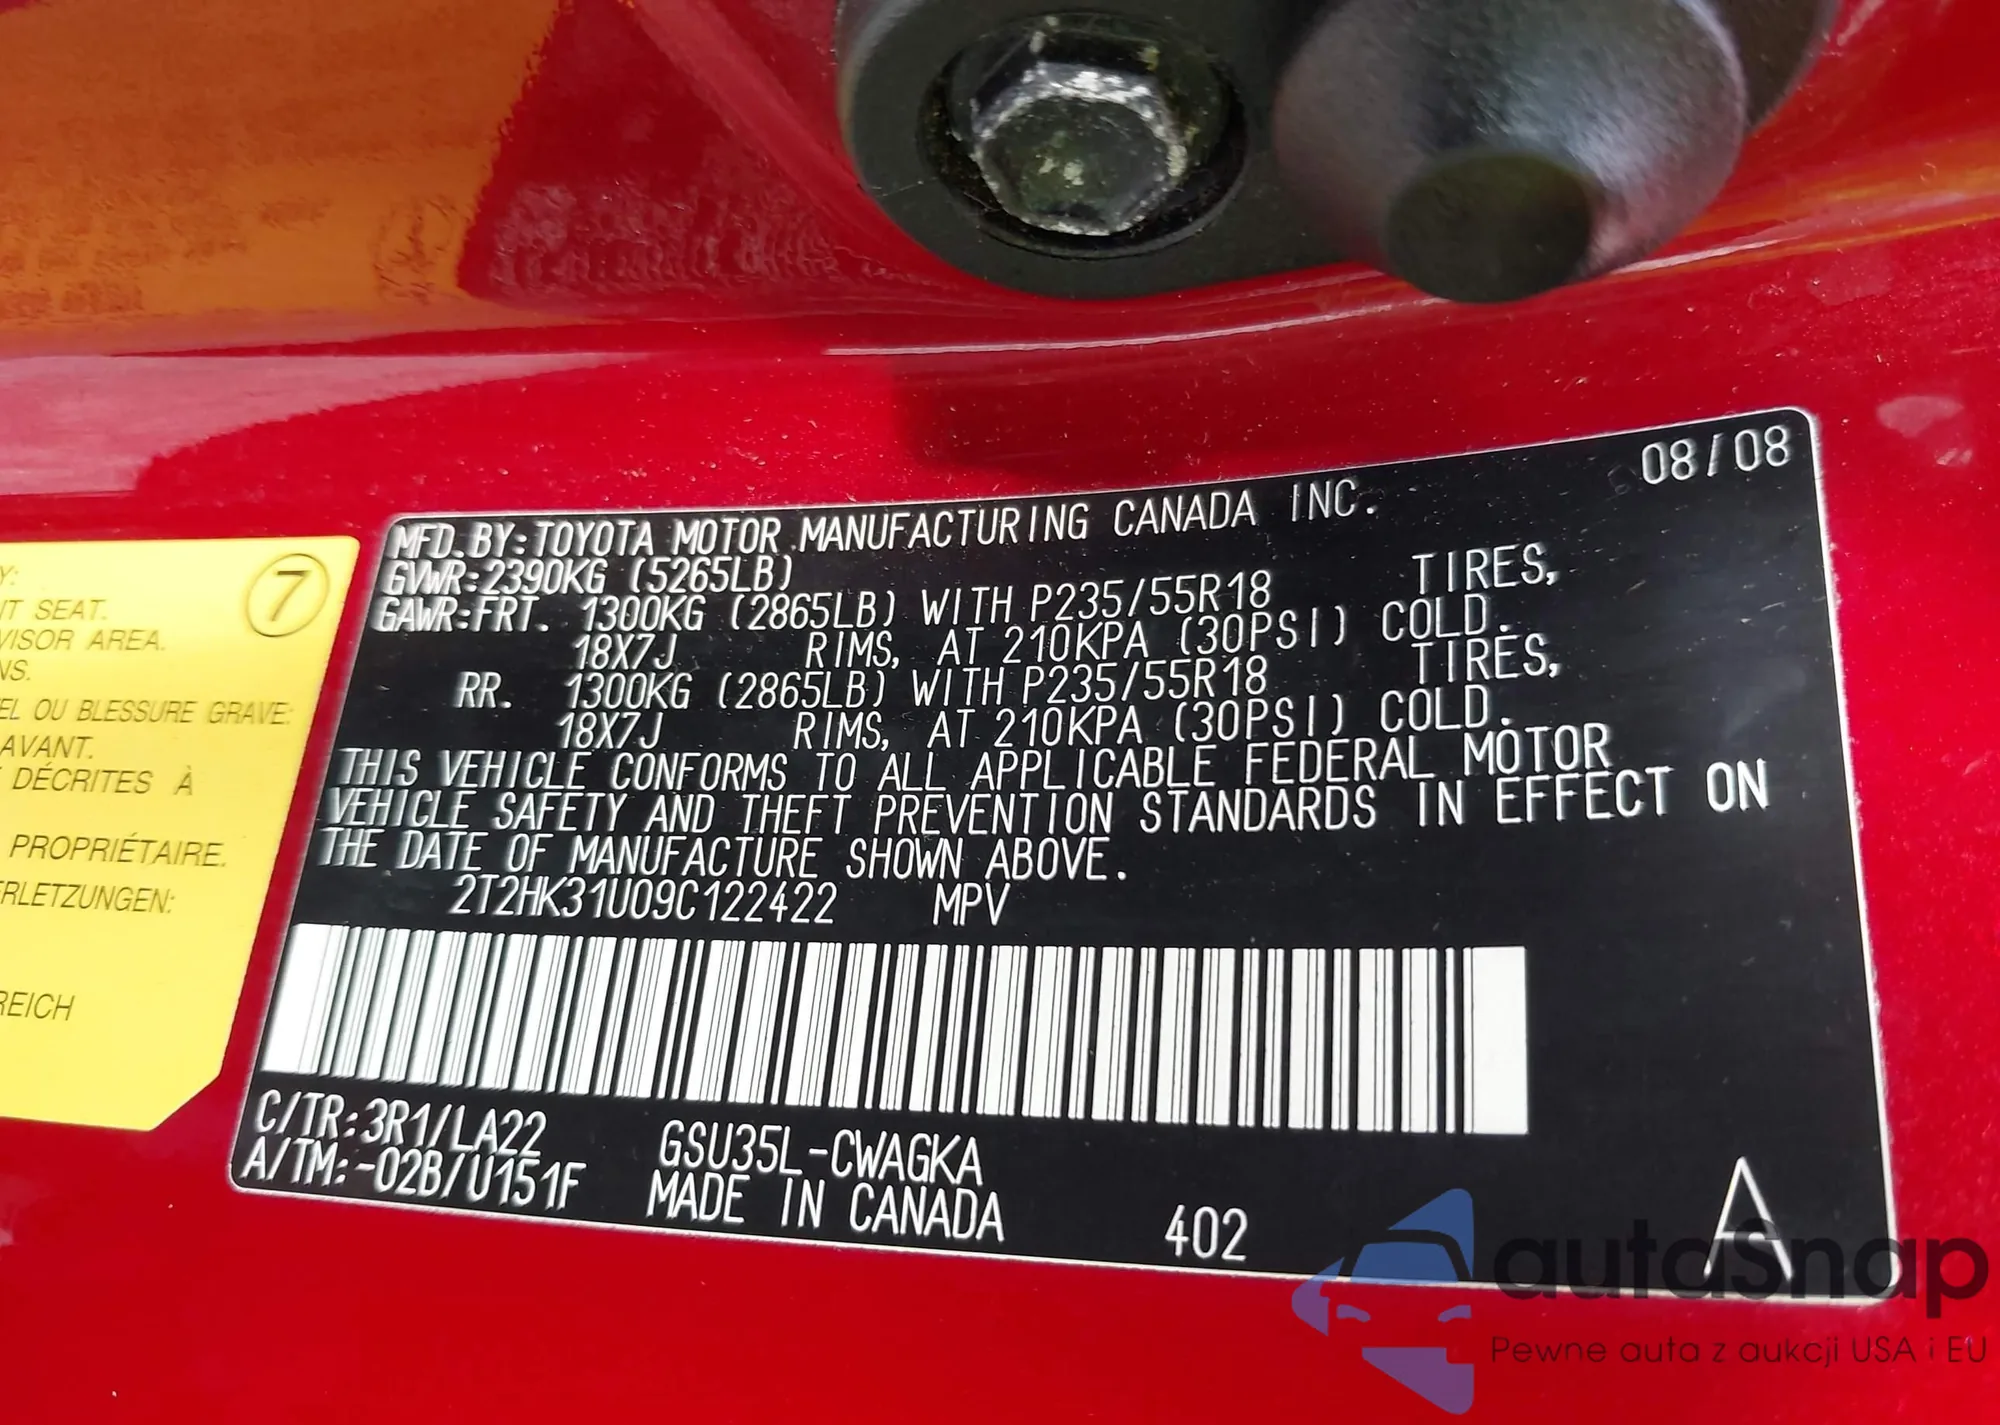 08/08
MFD. BY: TOYOTA MOTOR MANUFACTURING CANADA INC.
GVWR: 2390KG (5265LB)
GAWR: FRT. 1300KG (2865LB) WITH P235/55R18 TIRES,
18X7J RIMS, AT 210KPA (30PSI) COLD.
RR. 1300KG (2865LB) WITH P235/55R18 TIRES,
18X7J RIMS, AT 210KPA (30PSI) COLD.
THIS VEHICLE CONFORMS TO ALL APPLICABLE FEDERAL MOTOR
VEHICLE SAFETY AND THEFT PREVENTION STANDARDS IN EFFECT ON
THE DATE OF MANUFACTURE SHOWN ABOVE.
2T2HK31U09C122422 MPV
C/TR: 3R1/LA22 GSU35L-CWAGKA
A/TM: -02B/U151F MADE IN CANADA 402 A
7
Y:
NT SEAT.
VISOR AREA.
NS.
EL OU BLESSURE GRAVE:
AVANT.
DÉCRITES À
PROPRIÉTAIRE.
ERLETZUNGEN:
REICH
autoSnap
Pewne auta z aukcji USA i EU